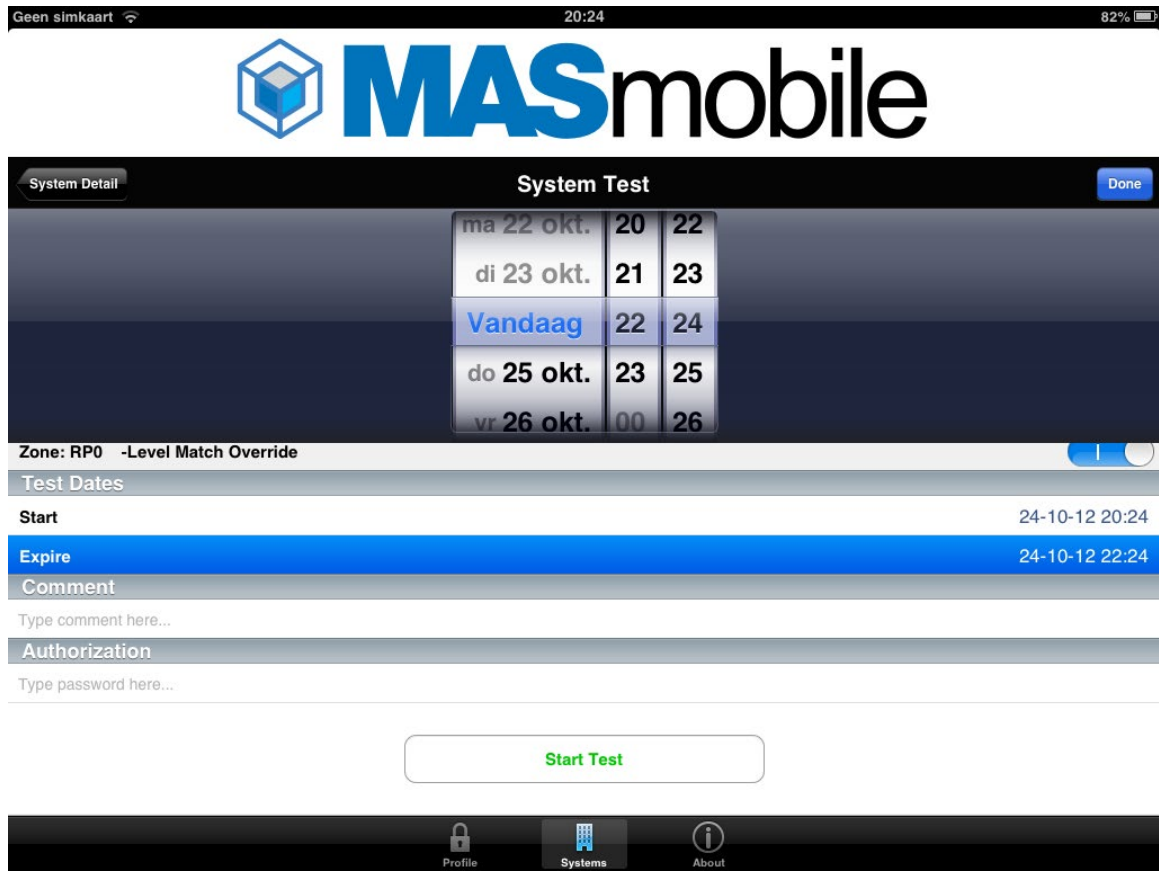 Geen simkaart 20:24 82%
MASmobile
System Detail System Test Done
ma 22 okt. 20 22
di 23 okt. 21 23
Vandaag 22 24
do 25 okt. 23 25
vr 26 okt. 00 26
Zone: RP0 -Level Match Override
Test Dates
Start 24-10-12 20:24
Expire 24-10-12 22:24
Comment
Type comment here...
Authorization
Type password here...
Start Test
Profile Systems About